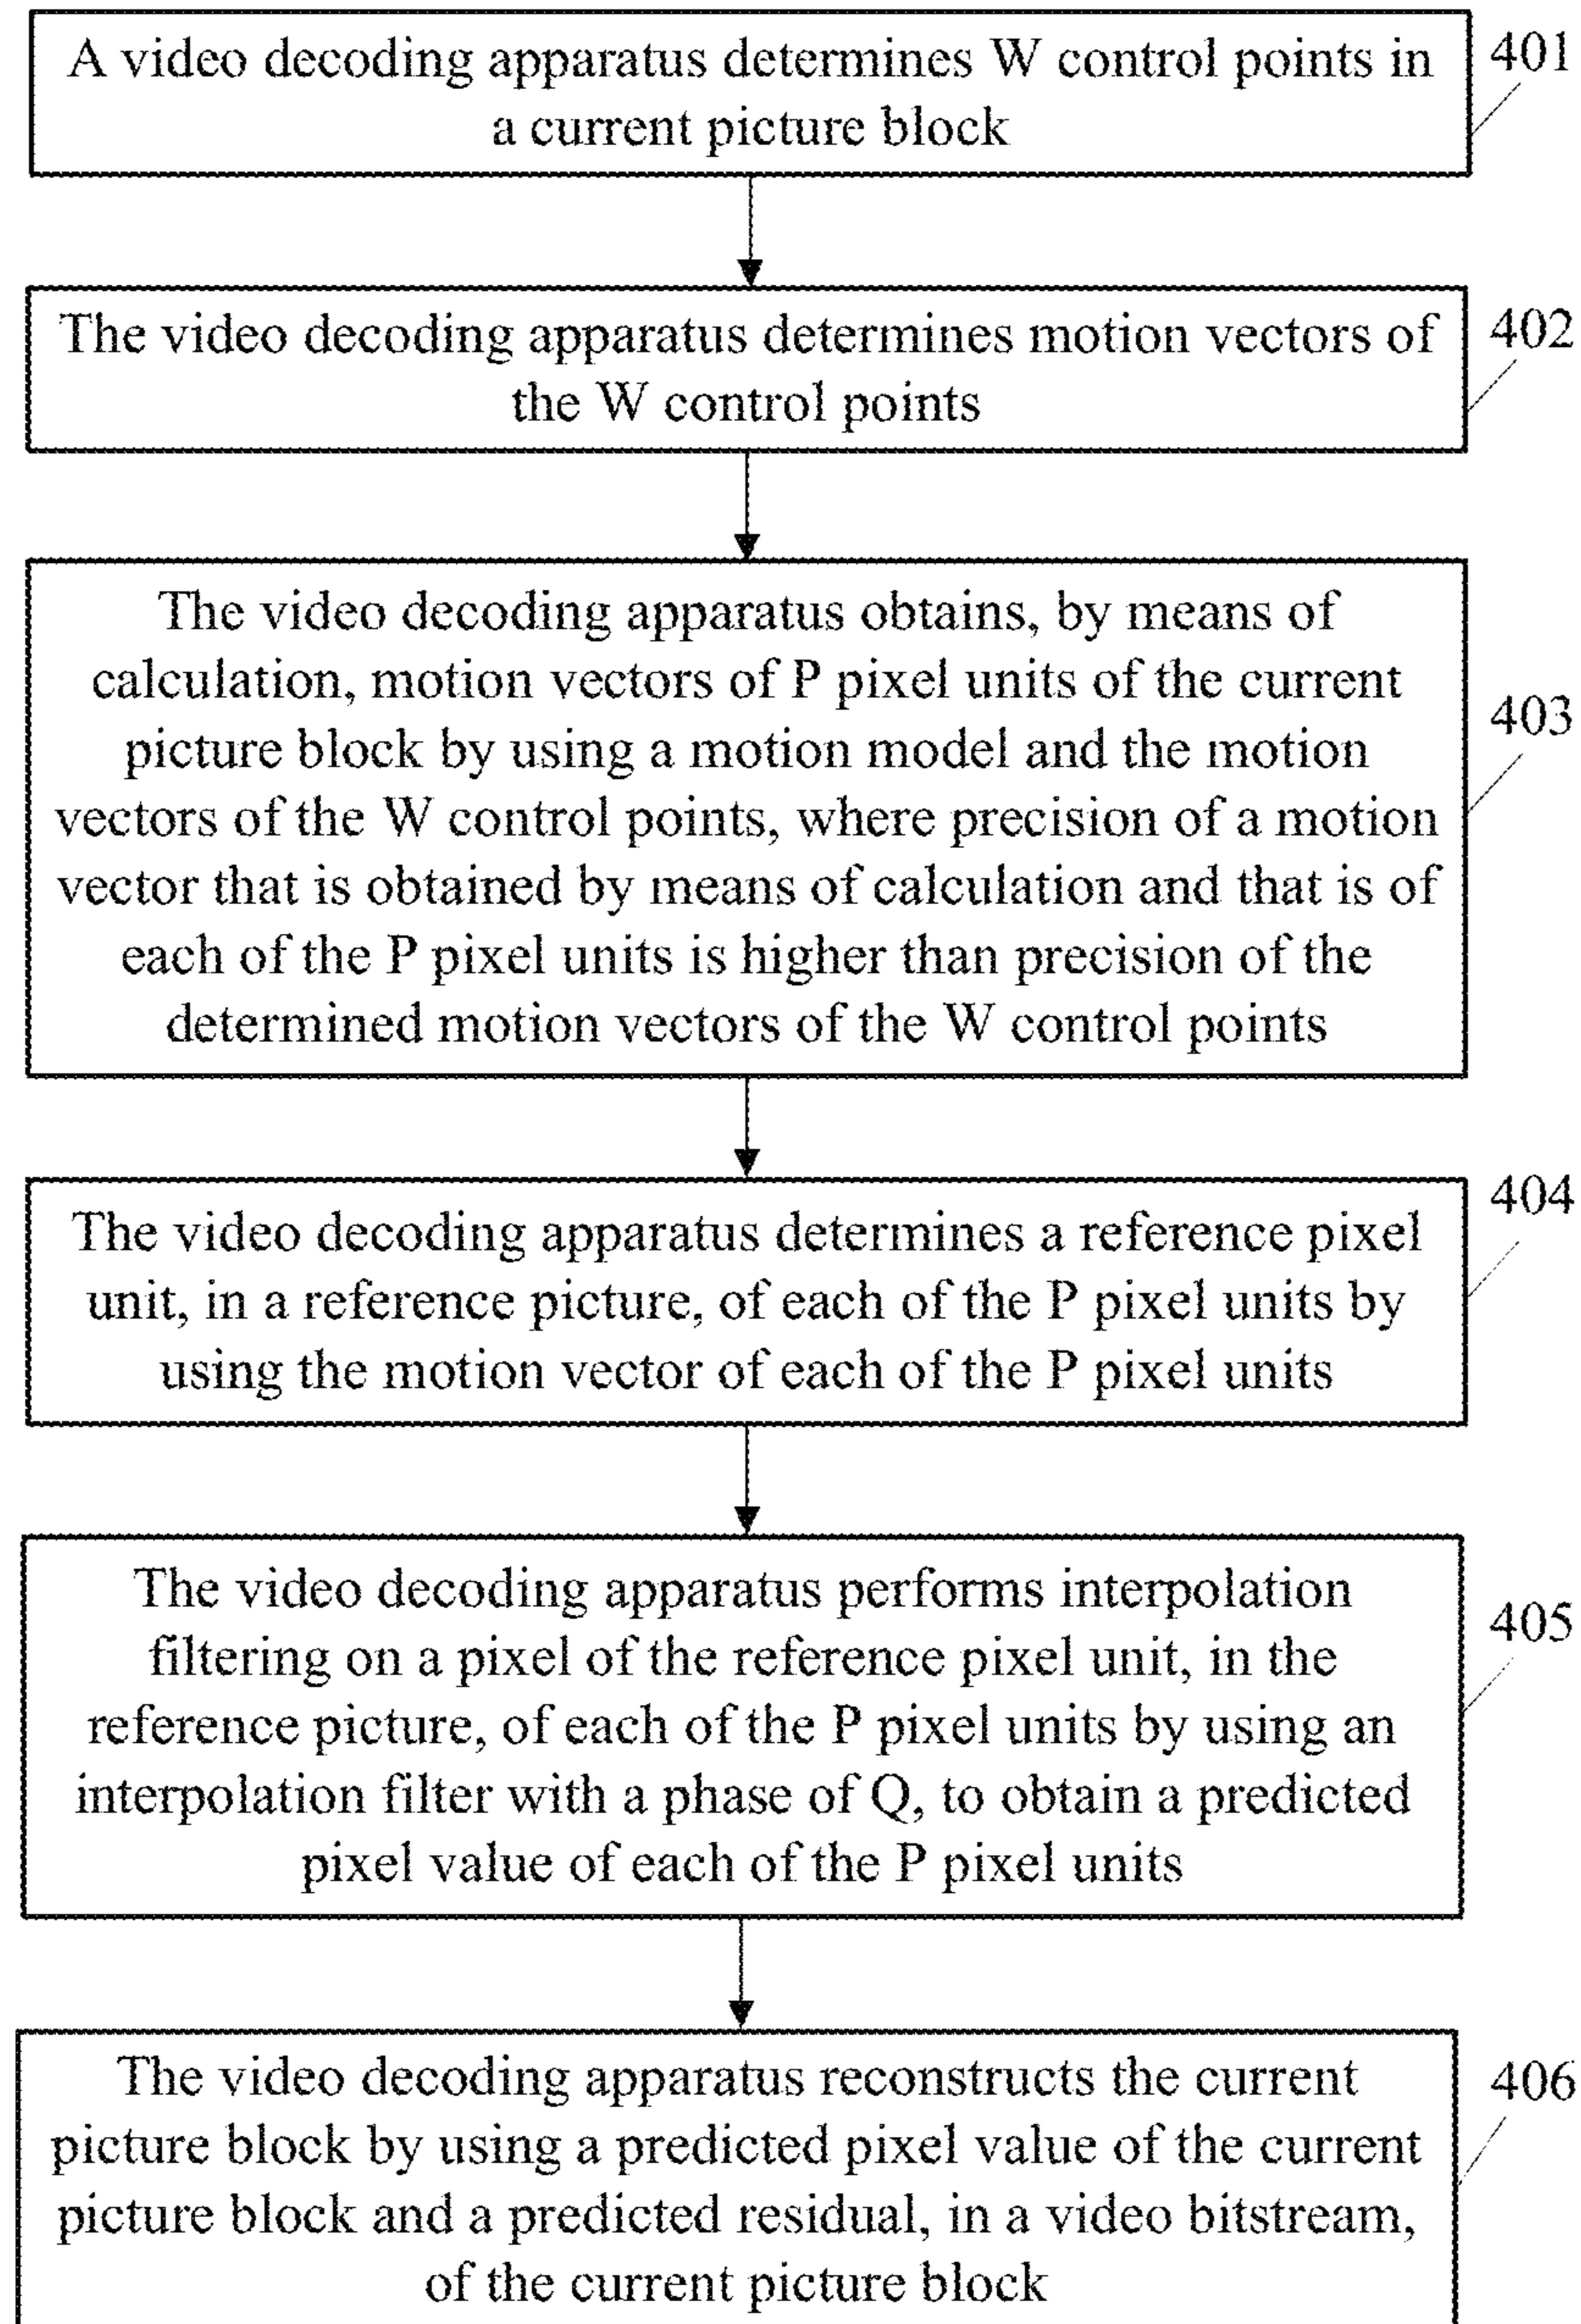 A video decoding apparatus determines W control points in
a current picture block
401
The video decoding apparatus determines motion vectors of
the W control points
402
The video decoding apparatus obtains, by means of
calculation, motion vectors of P pixel units of the current
picture block by using a motion model and the motion
vectors of the W control points, where precision of a motion
vector that is obtained by means of calculation and that is of
each of the P pixel units is higher than precision of the
determined motion vectors of the W control points
403
The video decoding apparatus determines a reference pixel
unit, in a reference picture, of each of the P pixel units by
using the motion vector of each of the P pixel units
404
The video decoding apparatus performs interpolation
filtering on a pixel of the reference pixel unit, in the
reference picture, of each of the P pixel units by using an
interpolation filter with a phase of Q, to obtain a predicted
pixel value of each of the P pixel units
405
The video decoding apparatus reconstructs the current
picture block by using a predicted pixel value of the current
picture block and a predicted residual, in a video bitstream,
of the current picture block
406